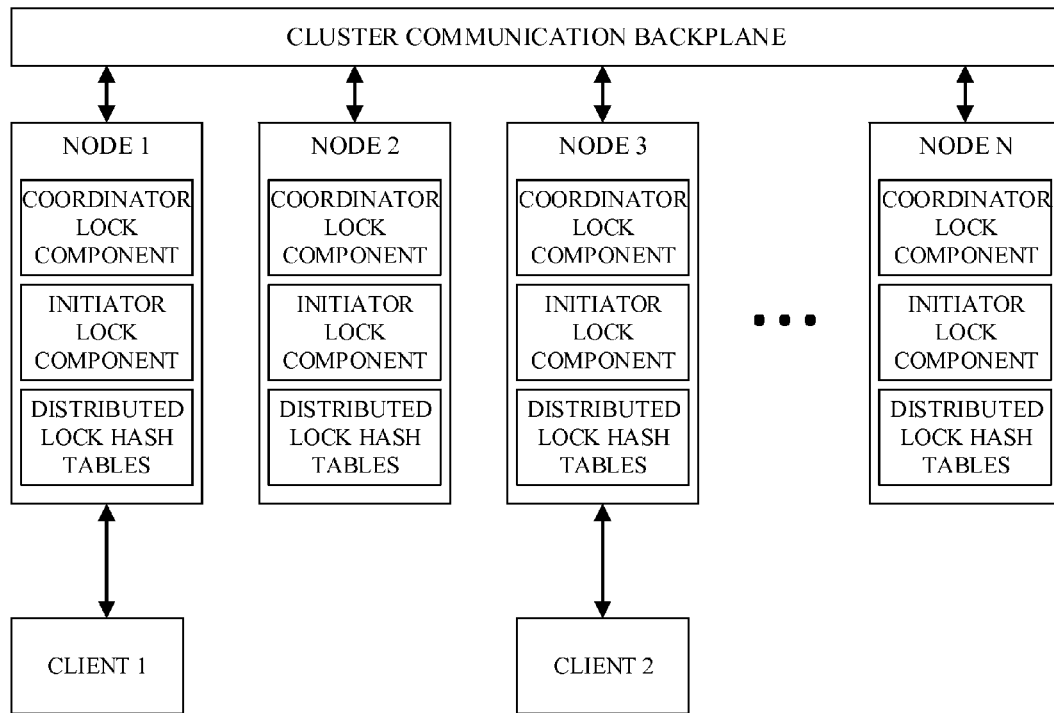 CLUSTER COMMUNICATION BACKPLANE
NODE 1
COORDINATOR
LOCK
COMPONENT
INITIATOR
LOCK
COMPONENT
DISTRIBUTED
LOCK HASH
TABLES
NODE 2
COORDINATOR
LOCK
COMPONENT
INITIATOR
LOCK
COMPONENT
DISTRIBUTED
LOCK HASH
TABLES
NODE 3
COORDINATOR
LOCK
COMPONENT
INITIATOR
LOCK
COMPONENT
DISTRIBUTED
LOCK HASH
TABLES
NODE N
COORDINATOR
LOCK
COMPONENT
INITIATOR
LOCK
COMPONENT
DISTRIBUTED
LOCK HASH
TABLES
CLIENT 1
CLIENT 2